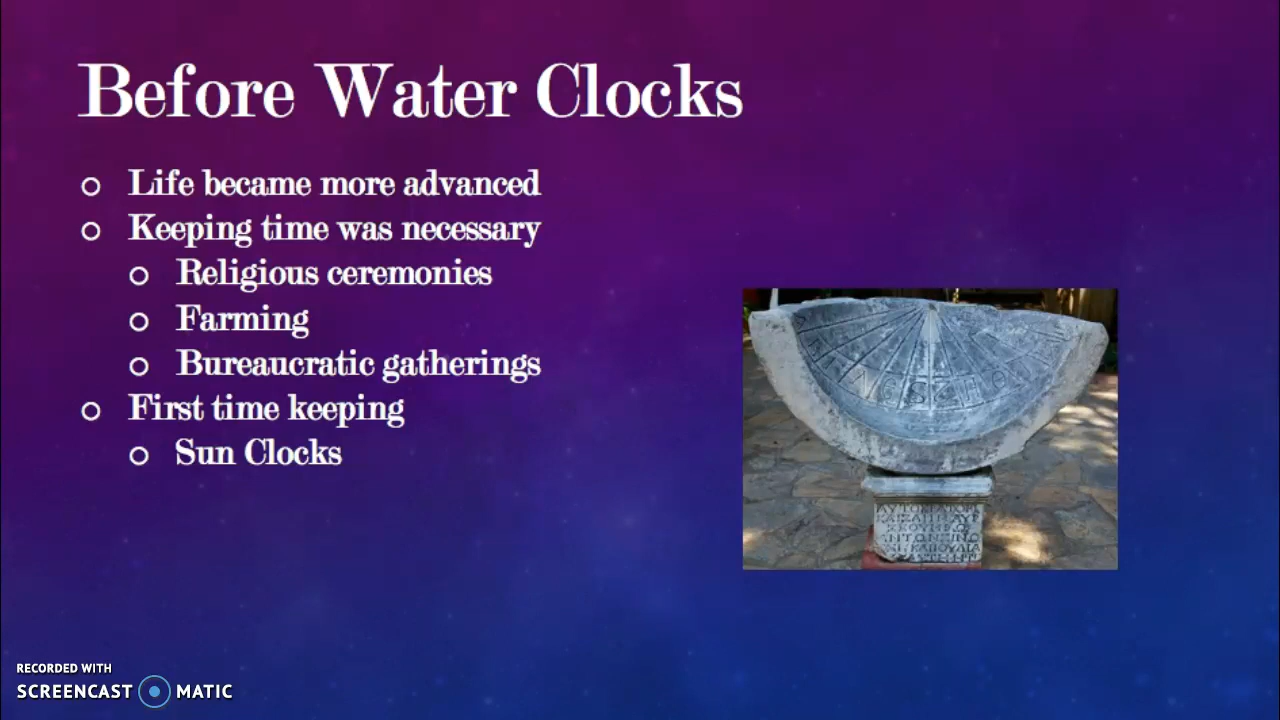 Before Water Clocks
Life became more advanced
Keeping time was necessary
Religious ceremonies
Farming
Bureaucratic gatherings
First time keeping
Sun Clocks
RECORDED WITH
SCREENCAST MATIC